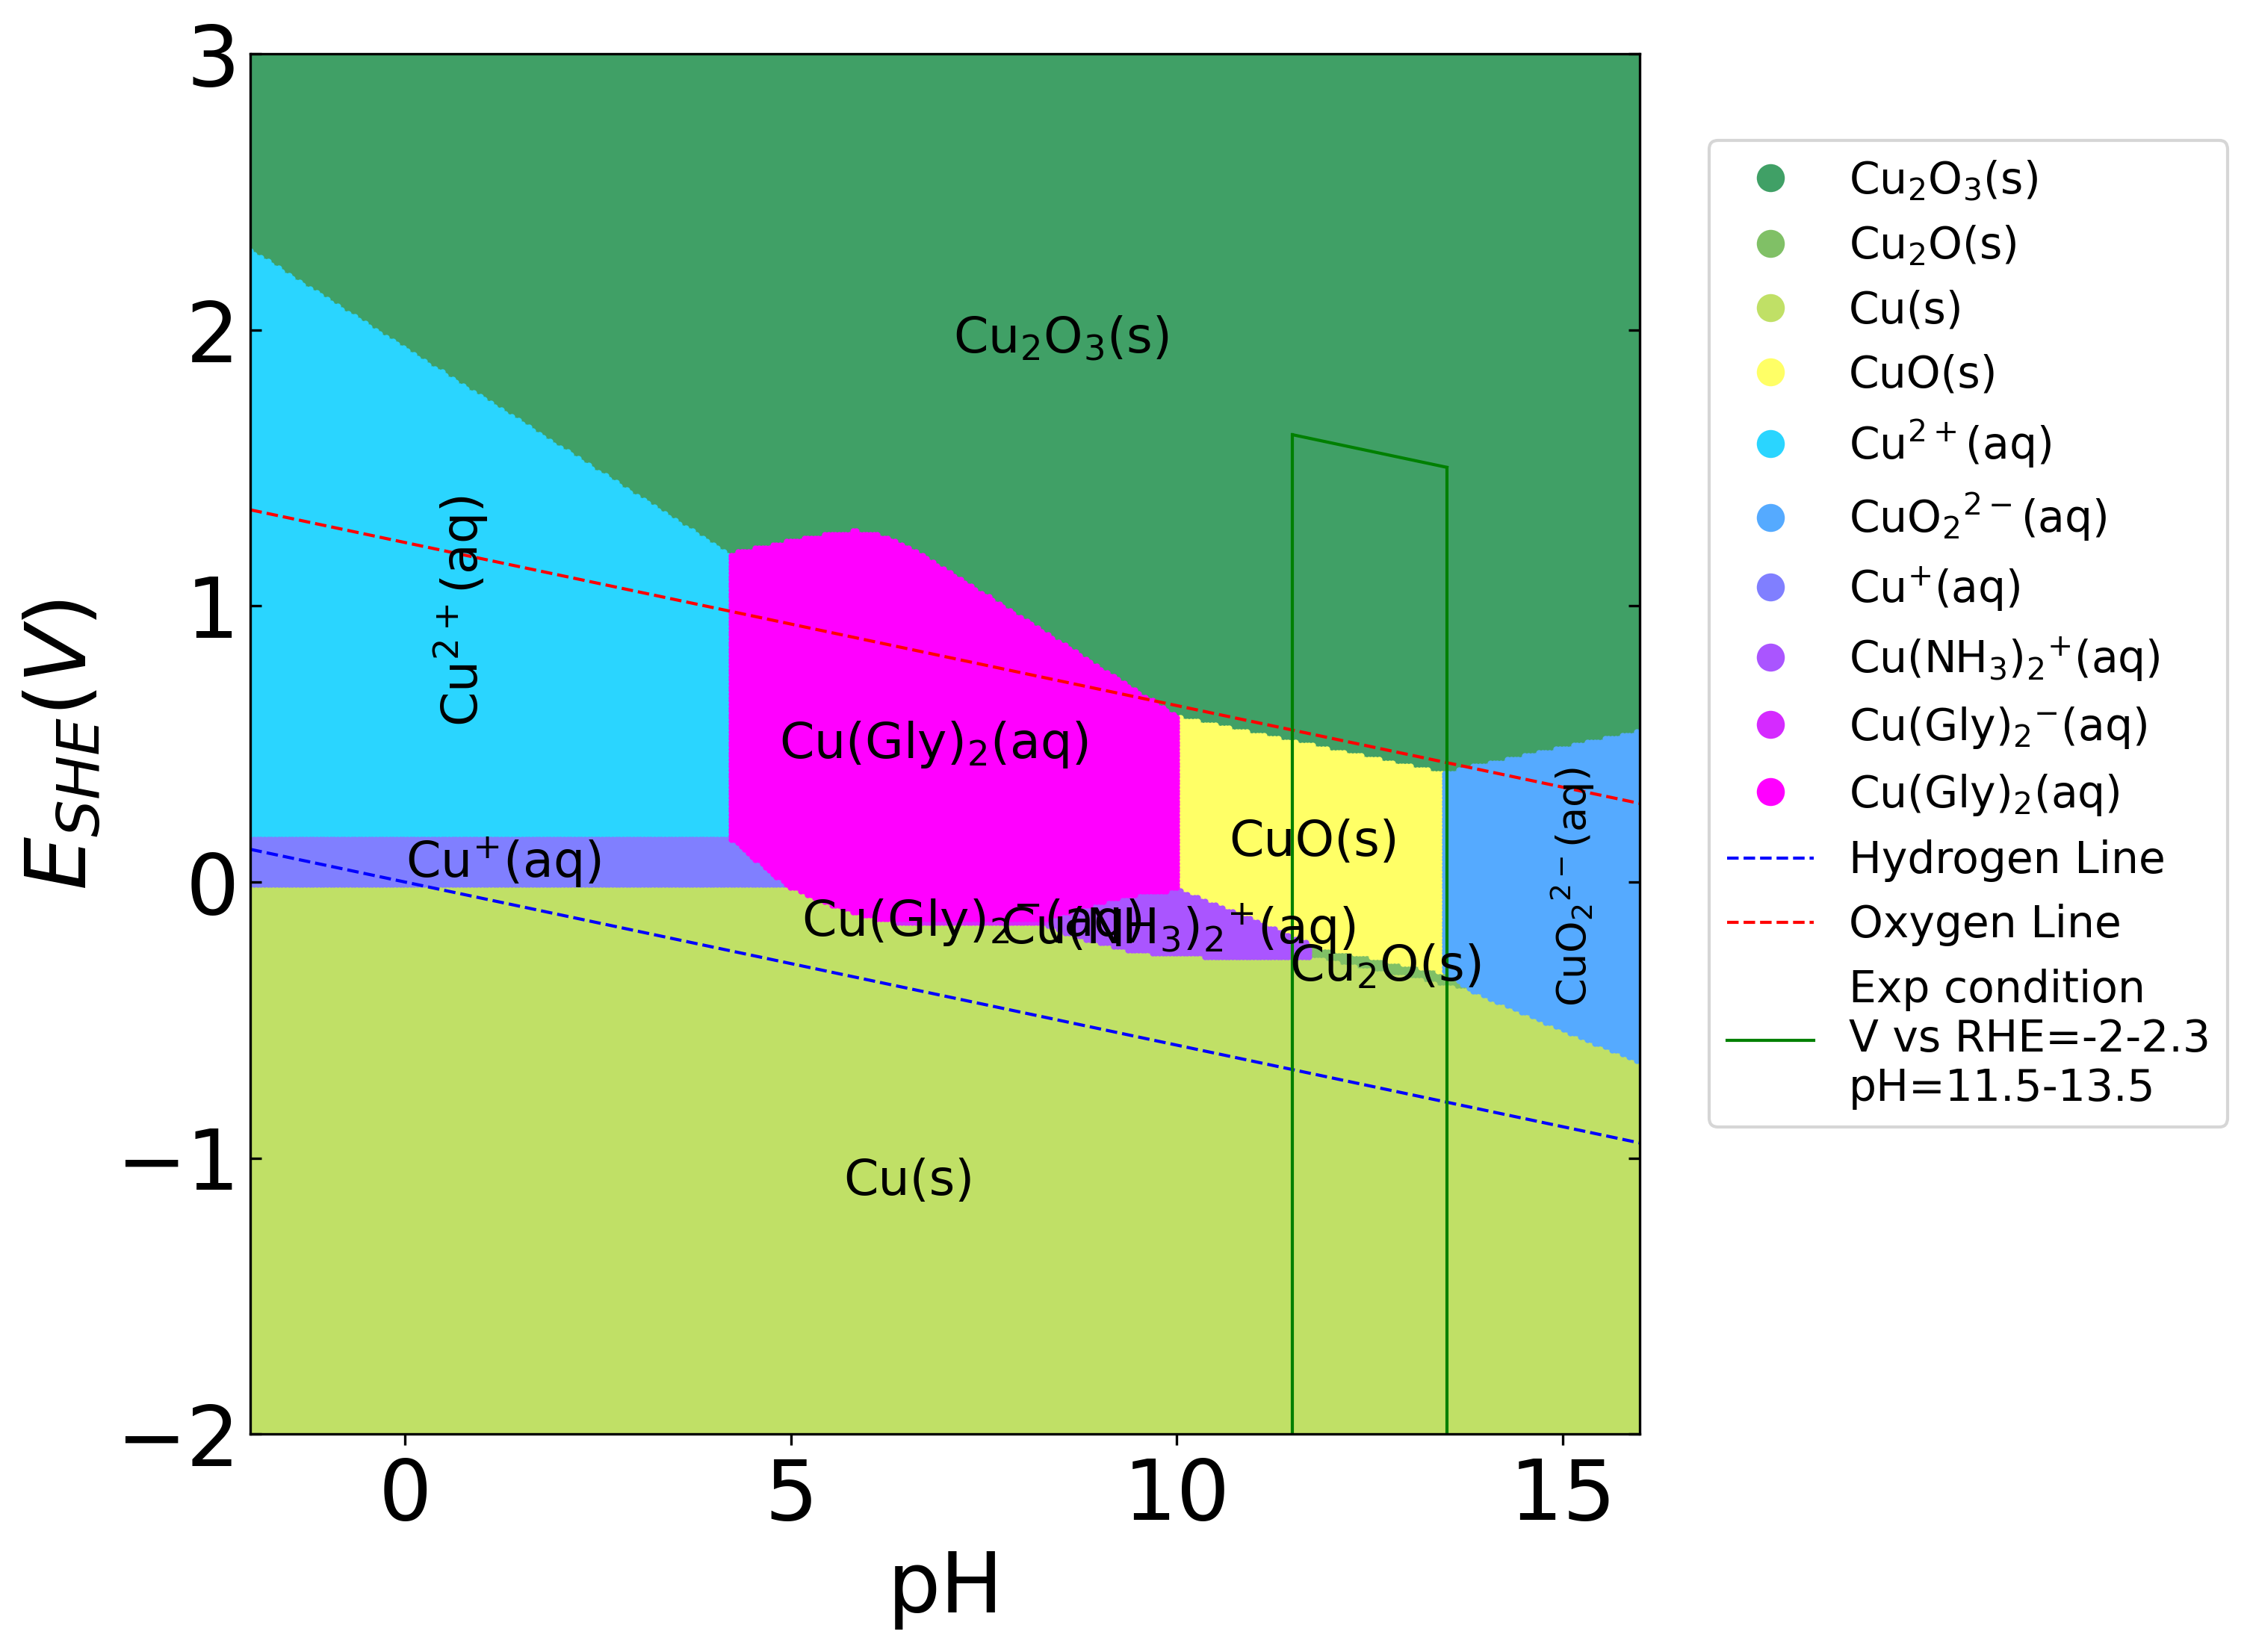 3
2
1
0
−1
−2
E_SHE(V)
0
5
10
15
pH
Cu₂O₃(s)
Cu²⁺(aq)
Cu⁺(aq)
Cu(Gly)₂(aq)
Cu(Gly)₂⁻(aq)
Cu(NH₃)₂⁺(aq)
CuO(s)
Cu₂O(s)
CuO₂²⁻(aq)
Cu(s)
Cu₂O₃(s)
Cu₂O(s)
Cu(s)
CuO(s)
Cu²⁺(aq)
CuO₂²⁻(aq)
Cu⁺(aq)
Cu(NH₃)₂⁺(aq)
Cu(Gly)₂⁻(aq)
Cu(Gly)₂(aq)
Hydrogen Line
Oxygen Line
Exp condition
V vs RHE=-2-2.3
pH=11.5-13.5